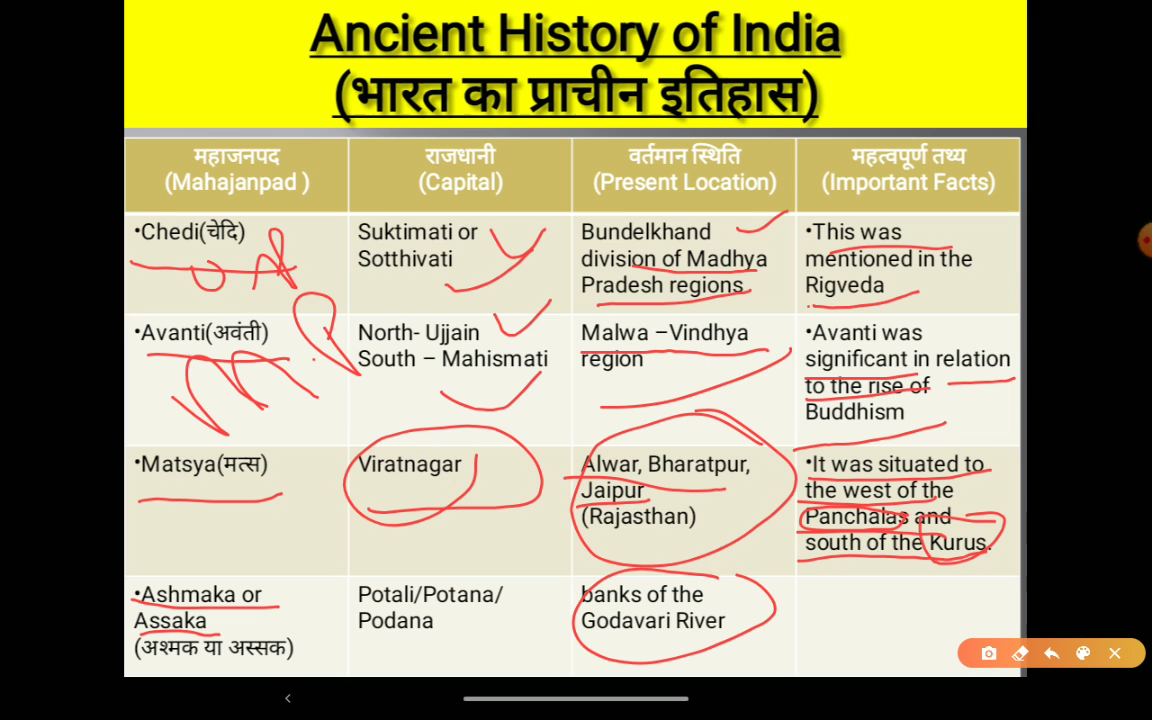 Ancient History of India
(भारत का प्राचीन इतिहास)
महाजनपद
(Mahajanpad )
राजधानी
(Capital)
वर्तमान स्थिति
(Present Location)
महत्वपूर्ण तथ्य
(Important Facts)
•Chedi(चेदि)
Suktimati or
Sotthivati
Bundelkhand
division of Madhya
Pradesh regions
•This was
mentioned in the
Rigveda
•Avanti(अवंती)
North- Ujjain
South – Mahismati
Malwa –Vindhya
region
•Avanti was
significant in relation
to the rise of
Buddhism
M.P
•Matsya(मत्स)
Viratnagar
Alwar, Bharatpur,
Jaipur
(Rajasthan)
•It was situated to
the west of the
Panchalas and
south of the Kurus.
•Ashmaka or
Assaka
(अश्मक या अस्सक)
Potali/Potana/
Podana
banks of the
Godavari River